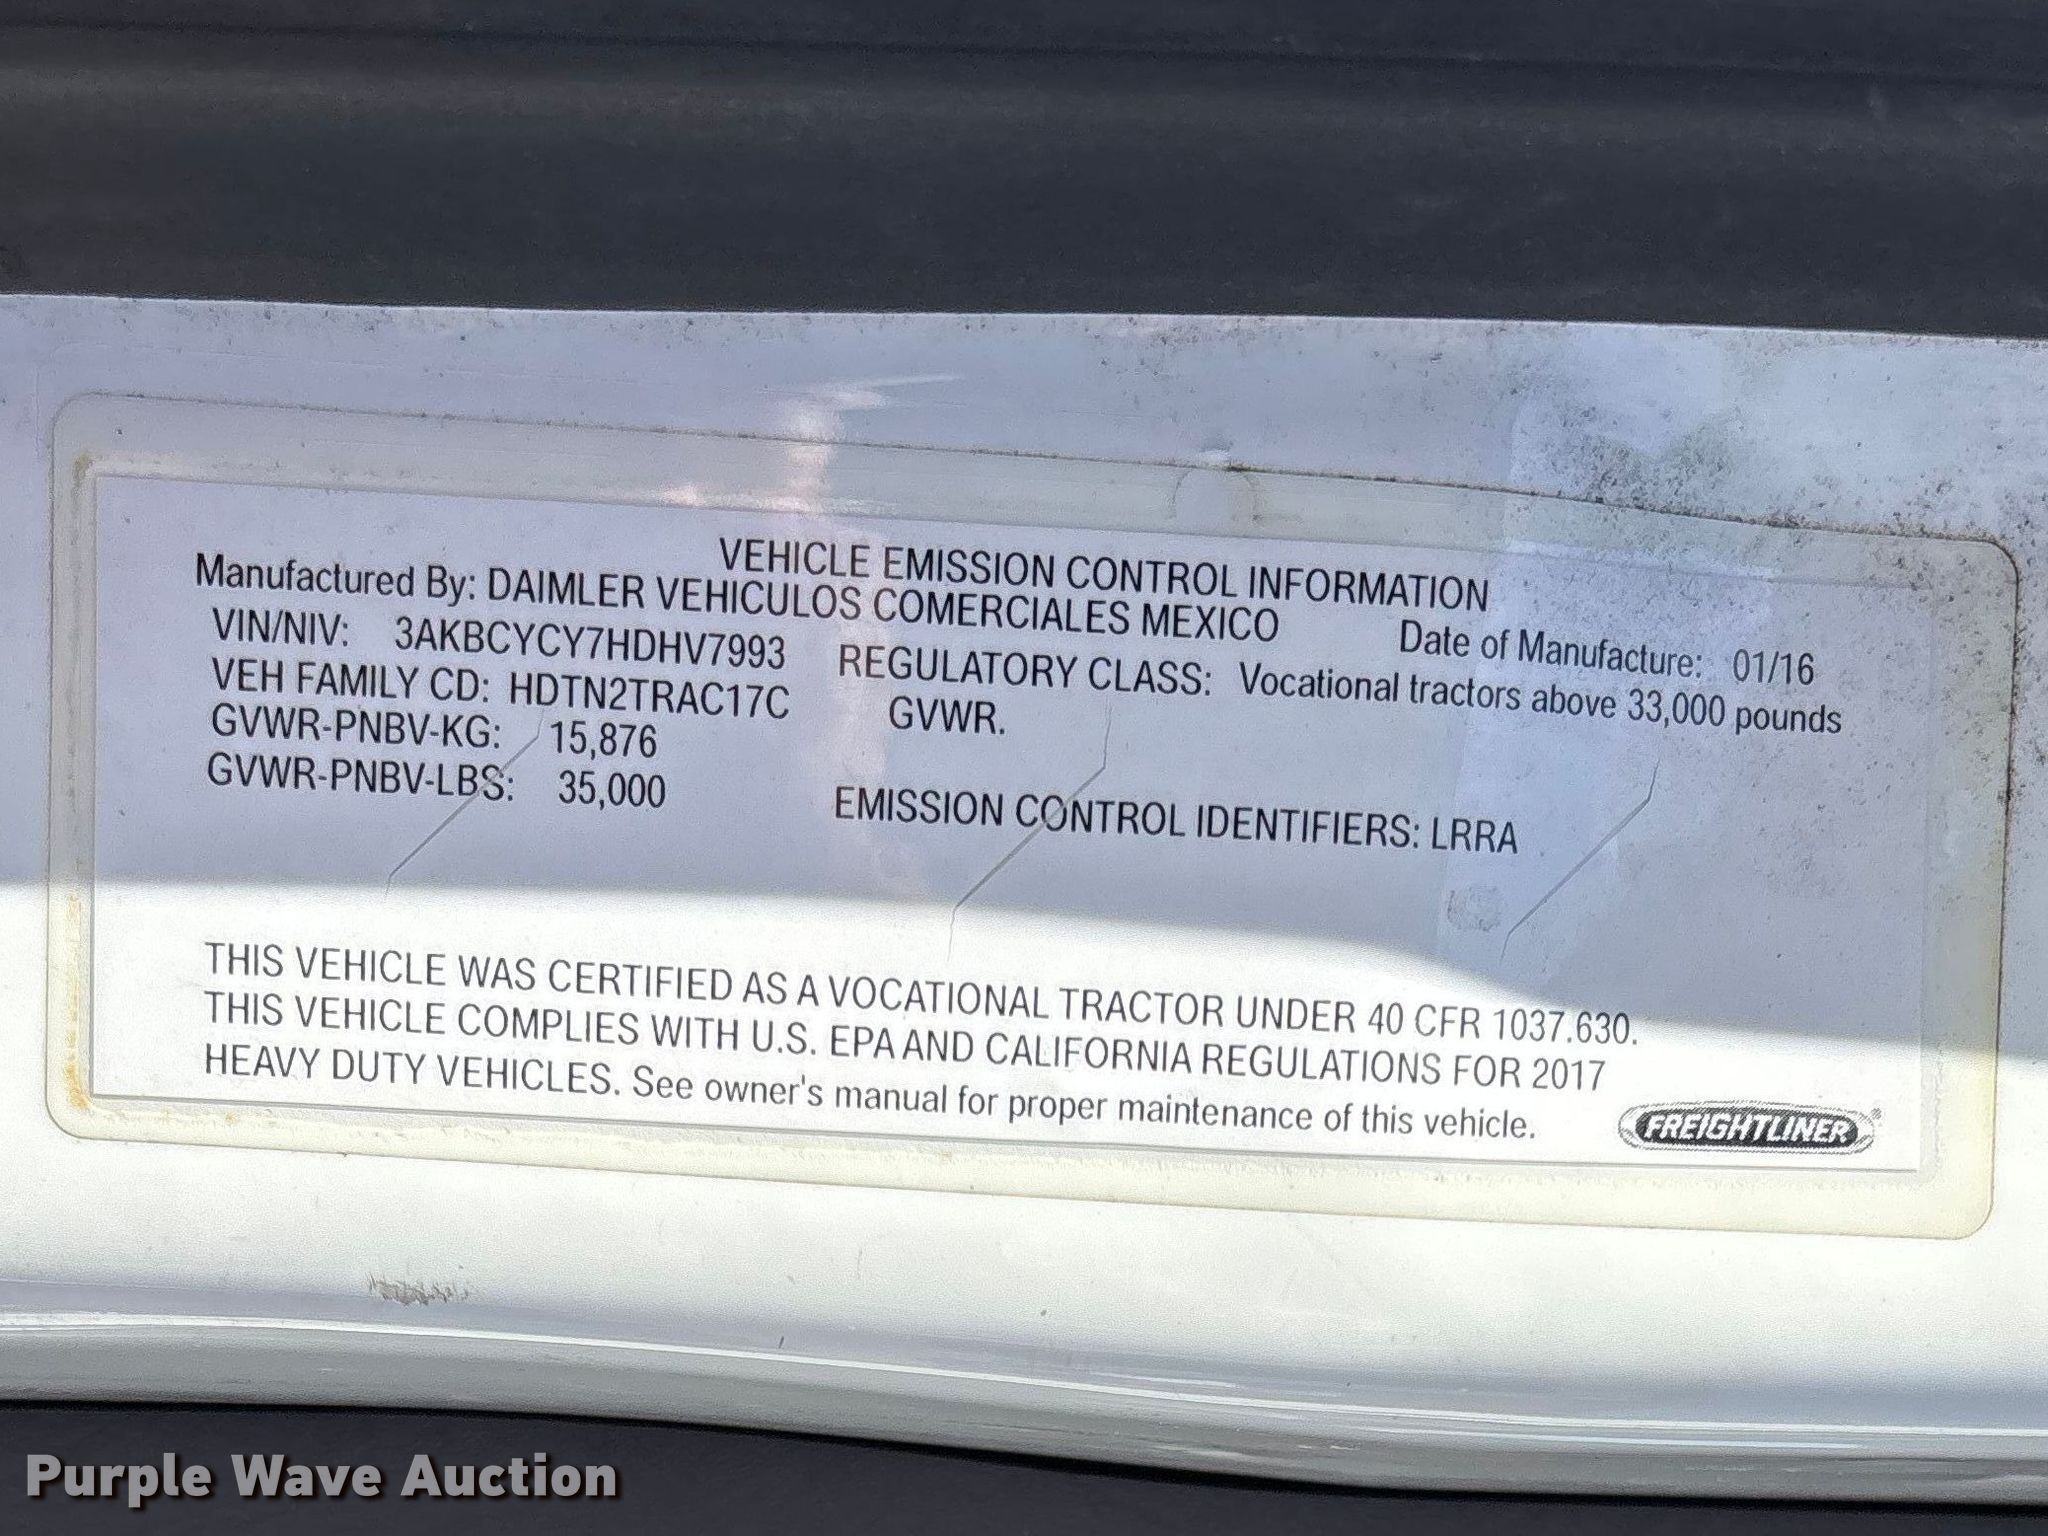 VEHICLE EMISSION CONTROL INFORMATION
Manufactured By: DAIMLER VEHICULOS COMERCIALES MEXICO Date of Manufacture: 01/16
VIN/NIV: 3AKBCYCY7HDHV7993 REGULATORY CLASS: Vocational tractors above 33,000 pounds
VEH FAMILY CD: HDTN2TRAC17C GVWR.
GVWR-PNBV-KG: 15,876
GVWR-PNBV-LBS: 35,000 EMISSION CONTROL IDENTIFIERS: LRRA
THIS VEHICLE WAS CERTIFIED AS A VOCATIONAL TRACTOR UNDER 40 CFR 1037.630.
THIS VEHICLE COMPLIES WITH U.S. EPA AND CALIFORNIA REGULATIONS FOR 2017
HEAVY DUTY VEHICLES. See owner's manual for proper maintenance of this vehicle.
FREIGHTLINER®
Purple Wave Auction